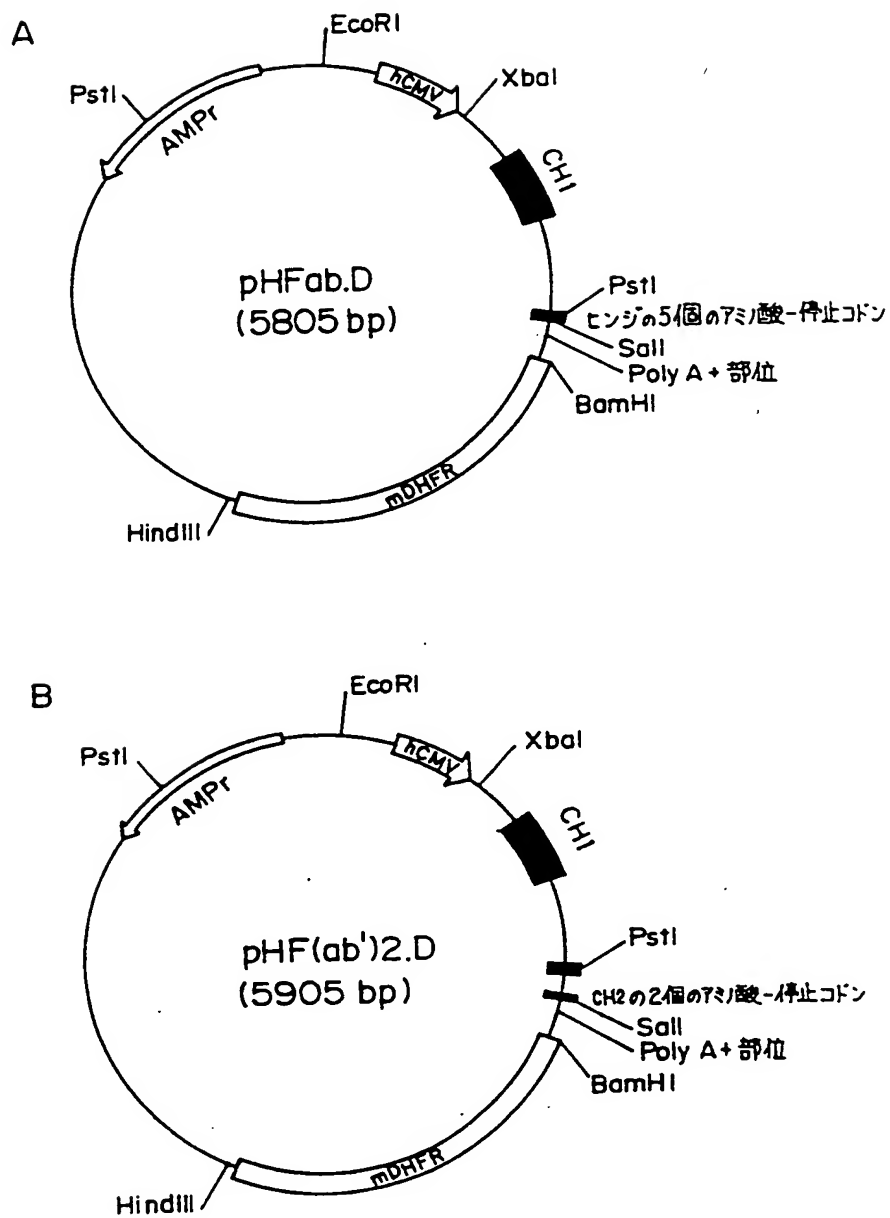 A
EcoRI
hCMV
XbaI
PstI
AMPr
CH1
pHFab.D
(5805 bp)
PstI
ヒンジの5個のアミノ酸-停止コドン
SalI
Poly A+ 部位
BamHI
mDHFR
HindIII
B
EcoRI
hCMV
XbaI
PstI
AMPr
CH1
pHF(ab')2.D
(5905 bp)
PstI
CH2の2個のアミノ酸-停止コドン
SalI
Poly A+ 部位
BamHI
mDHFR
HindIII